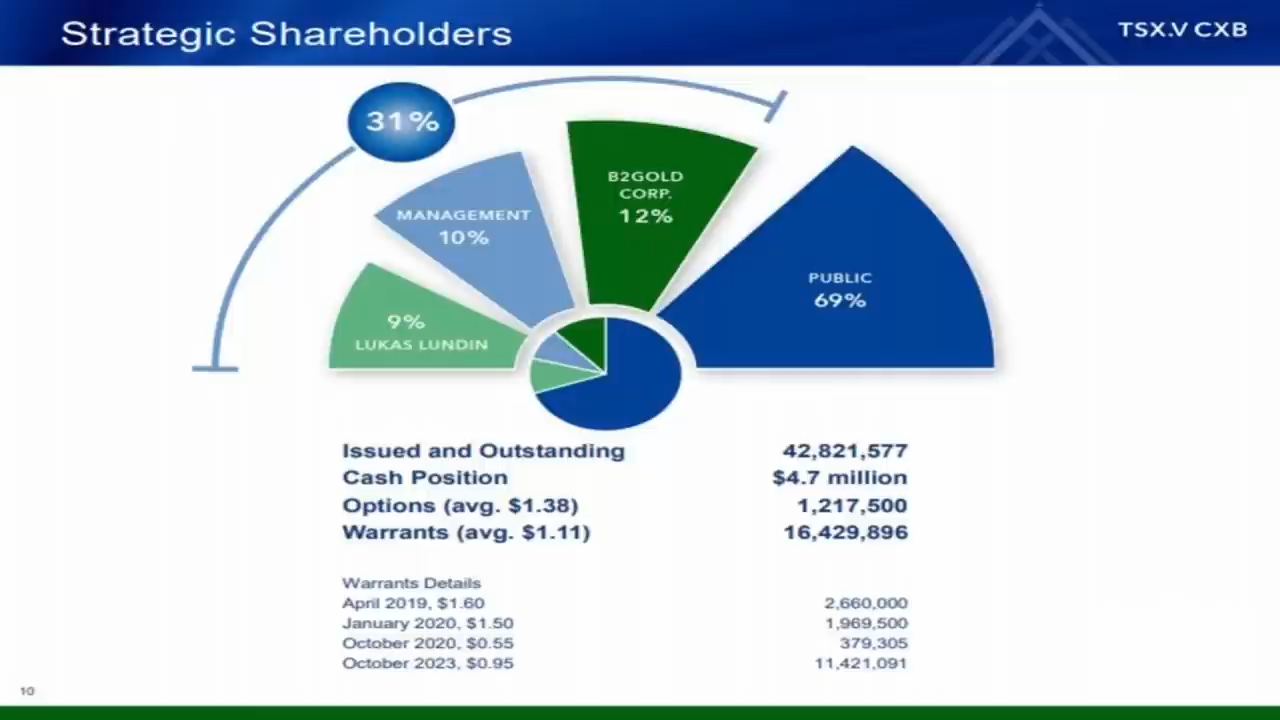 Strategic Shareholders
TSX.V CXB
31%
B2GOLD
CORP.
12%
MANAGEMENT
10%
PUBLIC
69%
9%
LUKAS LUNDIN
Issued and Outstanding 42,821,577
Cash Position $4.7 million
Options (avg. $1.38) 1,217,500
Warrants (avg. $1.11) 16,429,896
Warrants Details
April 2019, $1.60 2,660,000
January 2020, $1.50 1,969,500
October 2020, $0.55 379,305
October 2023, $0.95 11,421,091
10